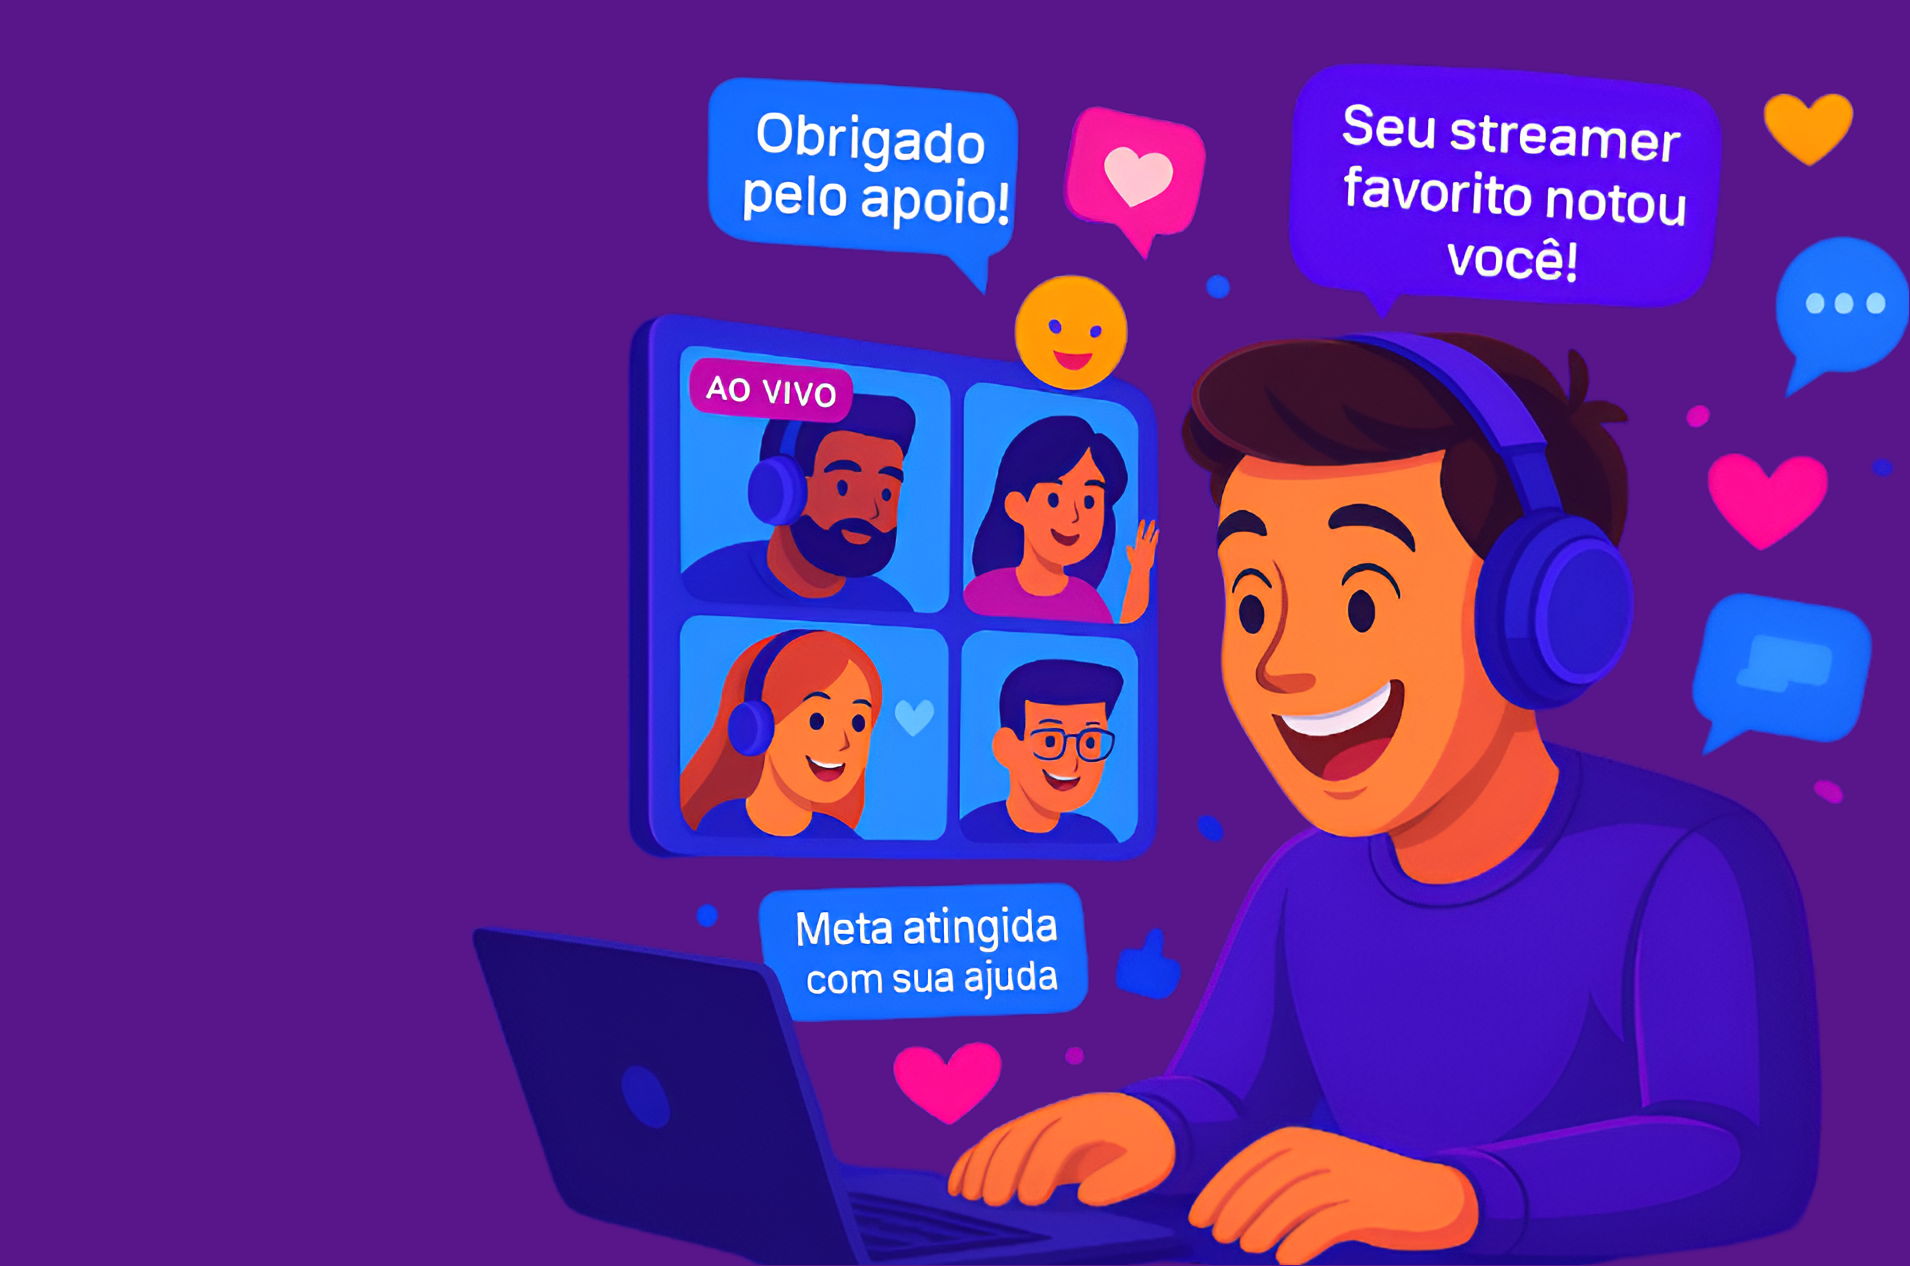 Obrigado
pelo apoio!
Seu streamer
favorito notou
você!
AO VIVO
Meta atingida
com sua ajuda